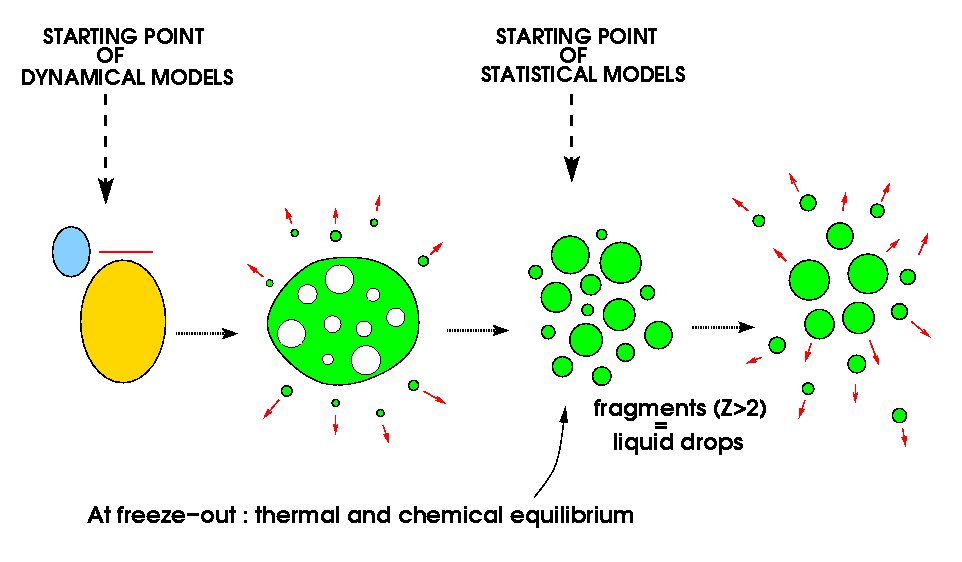 STARTING POINT
OF
DYNAMICAL MODELS
STARTING POINT
OF
STATISTICAL MODELS
fragments (Z>2)
=
liquid drops
At freeze-out : thermal and chemical equilibrium